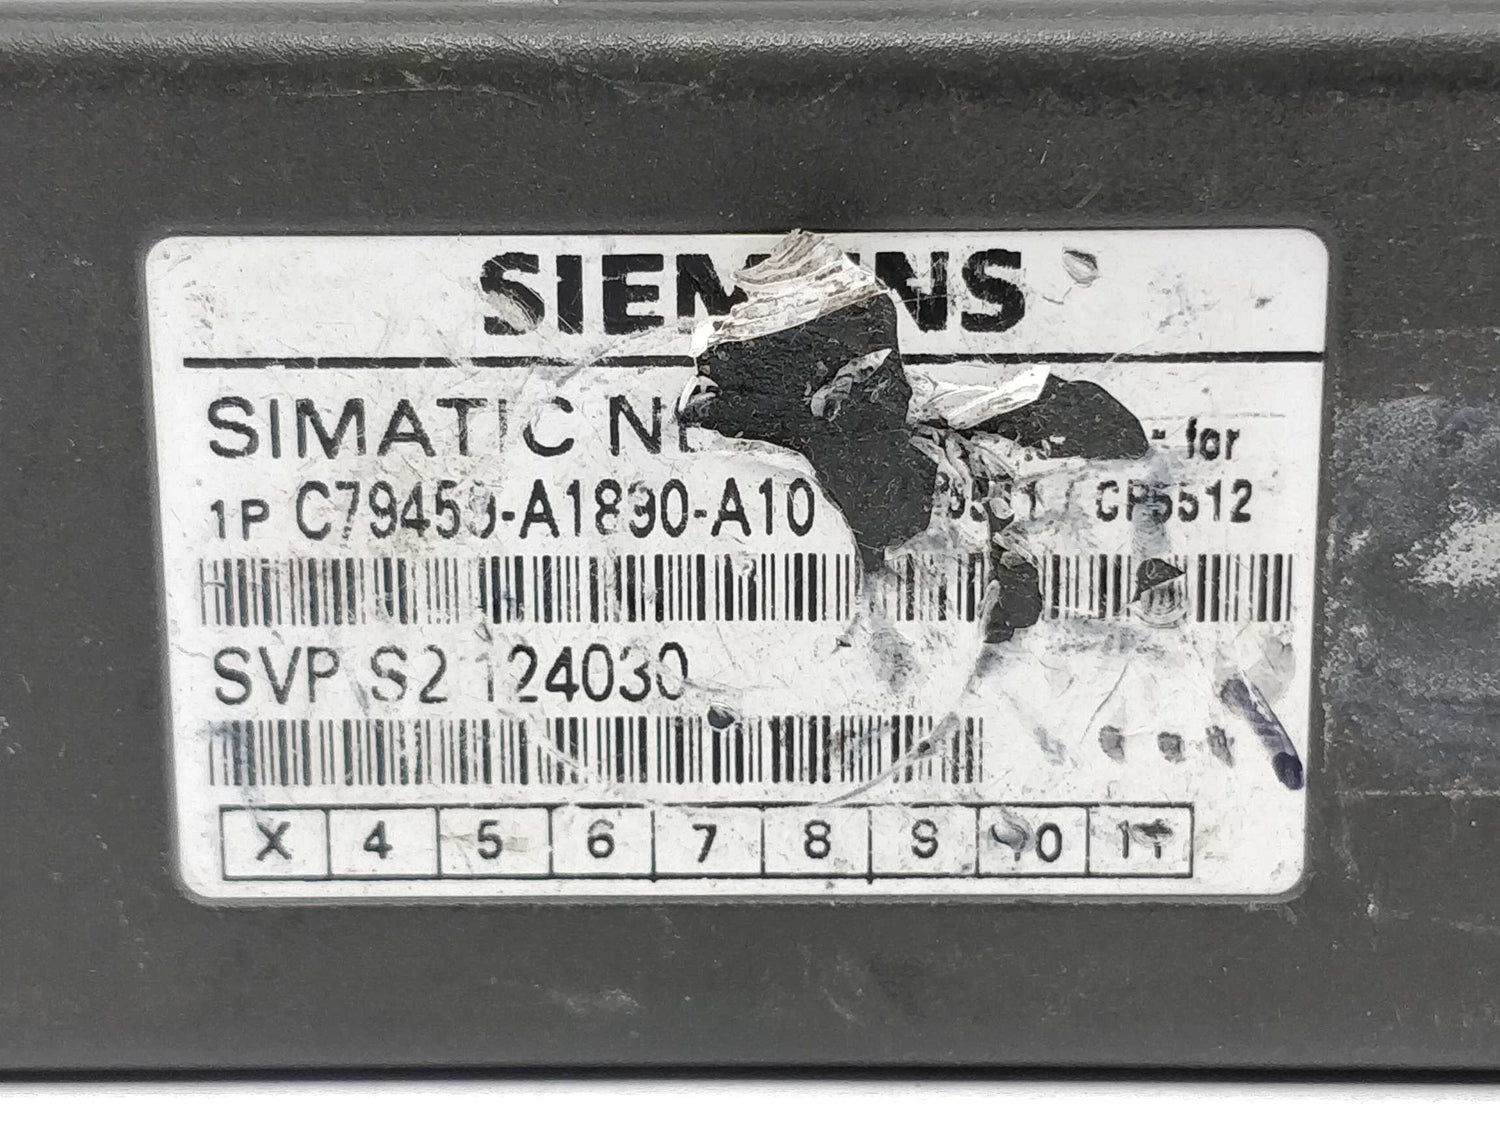 SIEMENS
SIMATIC - for
1P C79459-A1890-A10 / CP5512
SVP S2 124030
X 4 5 6 7 8 9 10 11